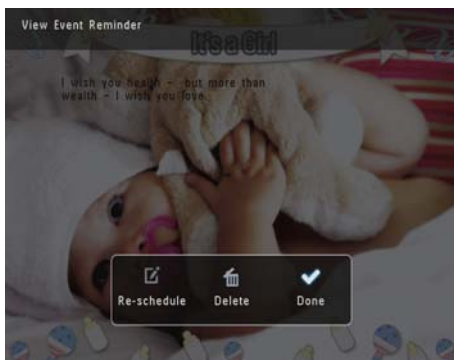 View Event Reminder
It's a Girl
I wish you health – but more than
wealth – I wish you love.
Re-schedule Delete Done